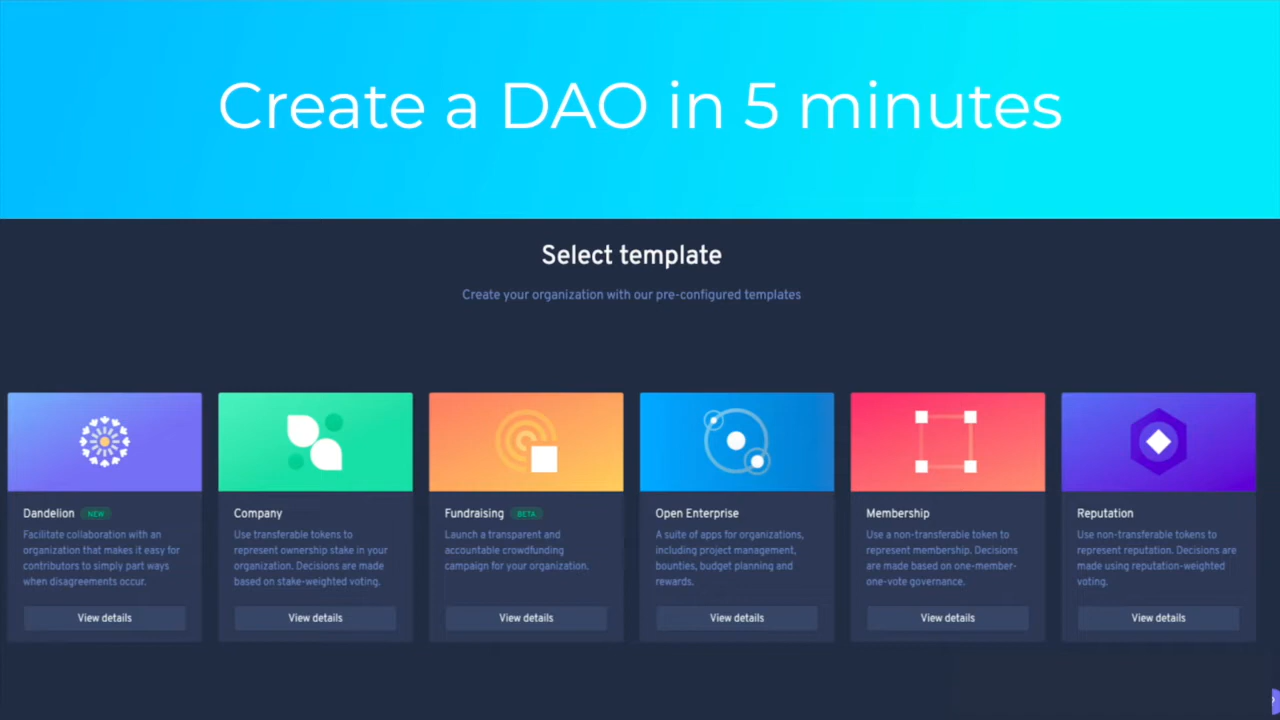 Create a DAO in 5 minutes
Select template
Create your organization with our pre-configured templates
Dandelion NEW
Facilitate collaboration with an
organization that makes it easy for
contributors to simply part ways
when disagreements occur.
View details
Company
Use transferable tokens to
represent ownership stake in your
organization. Decisions are made
based on stake-weighted voting.
View details
Fundraising BETA
Launch a transparent and
accountable crowdfunding
campaign for your organization.
View details
Open Enterprise
A suite of apps for organizations,
including project management,
bounties, budget planning and
rewards.
View details
Membership
Use a non-transferable token to
represent membership. Decisions
are made based on one-member-
one-vote governance.
View details
Reputation
Use non-transferable tokens to
represent reputation. Decisions are
made using reputation-weighted
voting.
View details